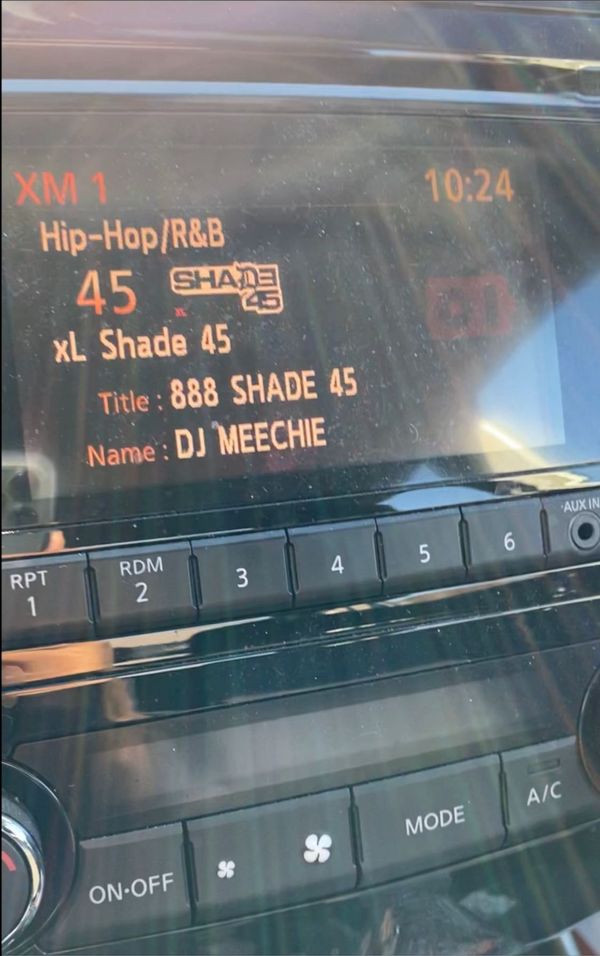 XM 1 10:24
Hip-Hop/R&B
45 SHADE 45
xL
xL Shade 45
Title : 888 SHADE 45
Name : DJ MEECHIE
AUX IN
RPT RDM
1 2 3 4 5 6
ON·OFF MODE A/C